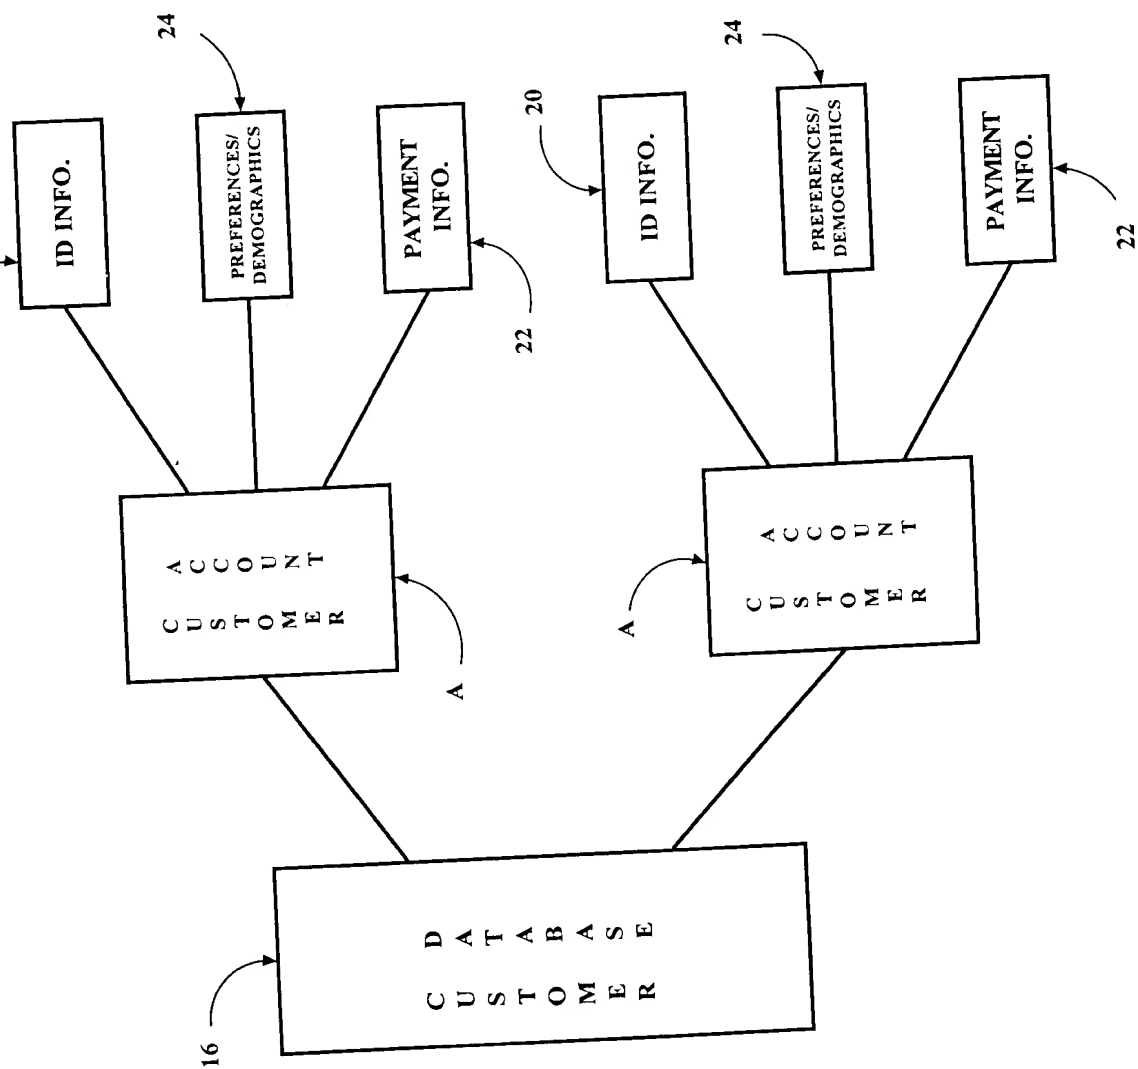 16
CUSTOMER
DATABASE
A
CUSTOMER
ACCOUNT
ID INFO.
24
PREFERENCES/
DEMOGRAPHICS
22
PAYMENT
INFO.
A
CUSTOMER
ACCOUNT
20
ID INFO.
24
PREFERENCES/
DEMOGRAPHICS
22
PAYMENT
INFO.